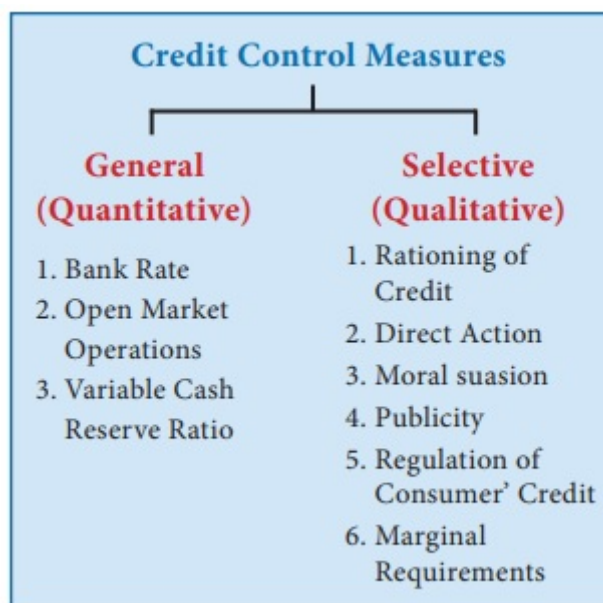 Credit Control Measures
General
(Quantitative)
1. Bank Rate
2. Open Market
Operations
3. Variable Cash
Reserve Ratio
Selective
(Qualitative)
1. Rationing of
Credit
2. Direct Action
3. Moral suasion
4. Publicity
5. Regulation of
Consumer’ Credit
6. Marginal
Requirements